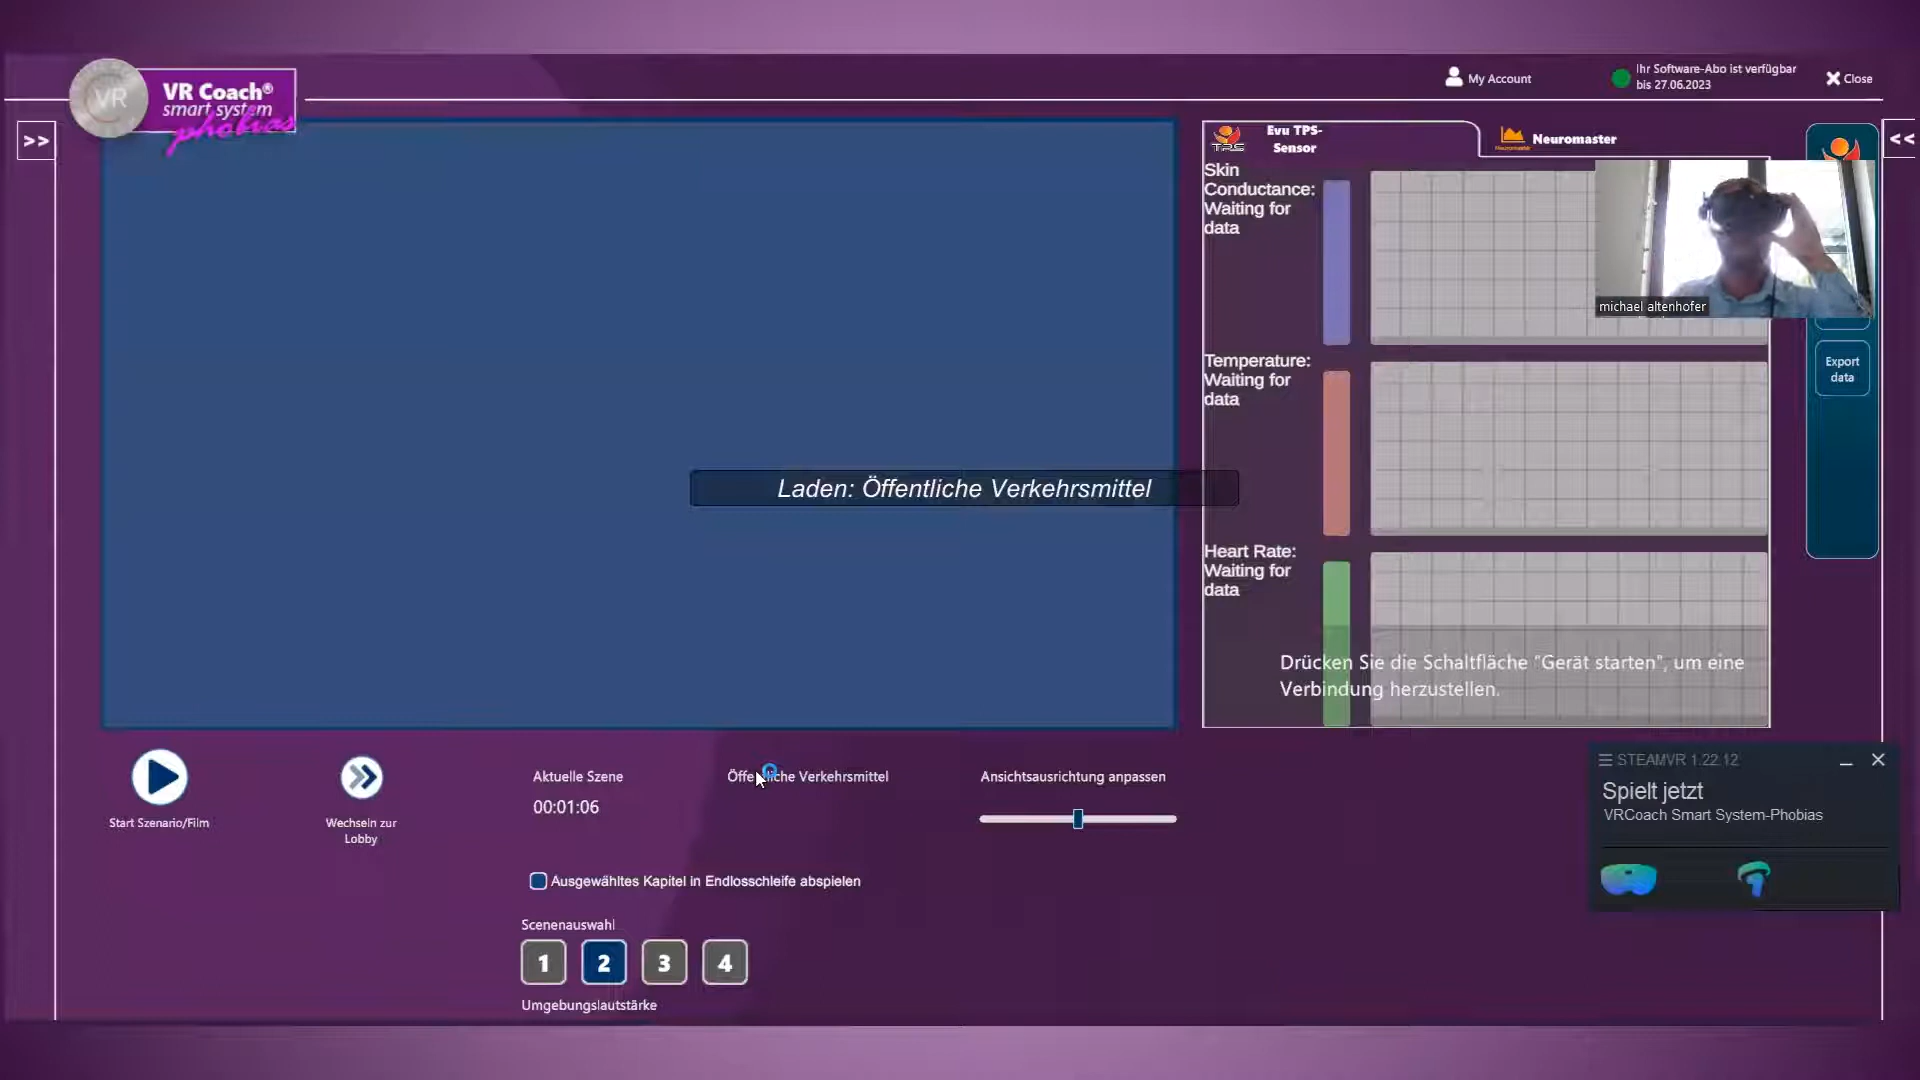 VR
VR Coach®
smart system
phobias
My Account
Ihr Software-Abo ist verfügbar
bis 27.06.2023
Close
>>
<<
Evu TPS-
Sensor
TPS
Neuromaster
Skin
Conductance:
Waiting for
data
michael altenhofer
Temperature:
Waiting for
data
Export
data
Laden: Öffentliche Verkehrsmittel
Heart Rate:
Waiting for
data
Drücken Sie die Schaltfläche "Gerät starten", um eine
Verbindung herzustellen.
Start Szenario/Film
Wechseln zur
Lobby
Aktuelle Szene
00:01:06
Öffentliche Verkehrsmittel
Ansichtsausrichtung anpassen
STEAMVR 1.22.12
Spielt jetzt
VRCoach Smart System-Phobias
Ausgewähltes Kapitel in Endlosschleife abspielen
Scenenauswahl
1 2 3 4
Umgebungslautstärke